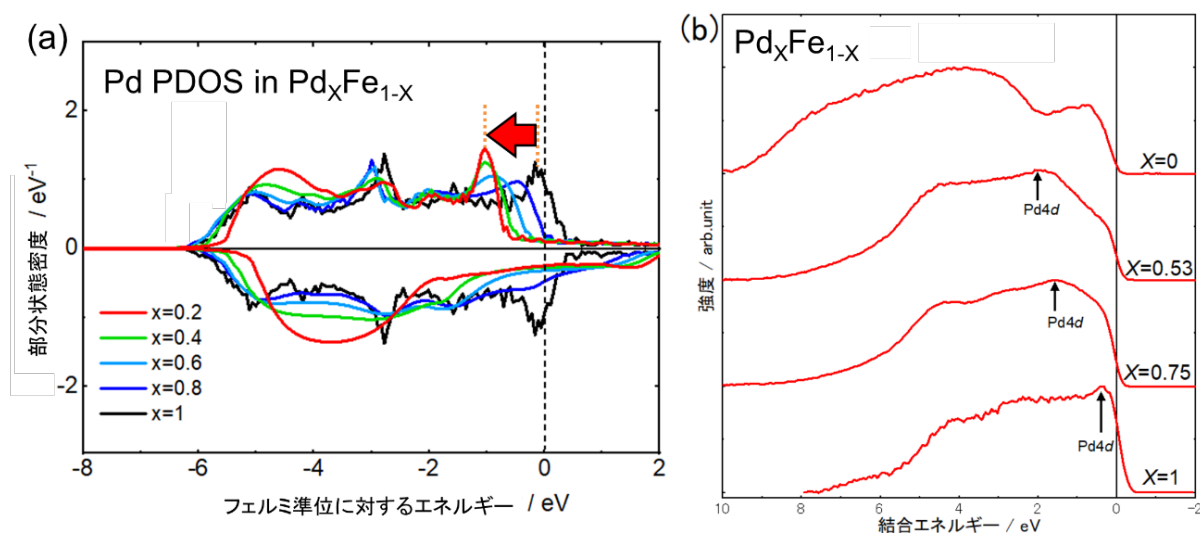 (a)
Pd PDOS in PdXFe1-X
部分状態密度 / eV-1
2
0
-2
x=0.2
x=0.4
x=0.6
x=0.8
x=1
-8 -6 -4 -2 0 2
フェルミ準位に対するエネルギー / eV
(b)
PdXFe1-X
強度 / arb.unit
X=0
Pd4d
X=0.53
Pd4d
X=0.75
Pd4d
X=1
10 8 6 4 2 0 -2
結合エネルギー / eV